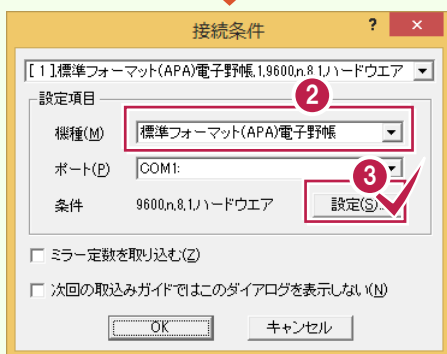 接続条件 ? ×
[ 1 ],標準フォーマット(APA)電子野帳,1,9600,n,8,1,ハードウエア
設定項目
2
機種(M) 標準フォーマット(APA)電子野帳
3
ポート(P) COM1:
条件 9600,n,8,1,ハードウエア 設定(S)...
ミラー定数を取り込む(Z)
次回の取込みガイドではこのダイアログを表示しない(N)
OK キャンセル